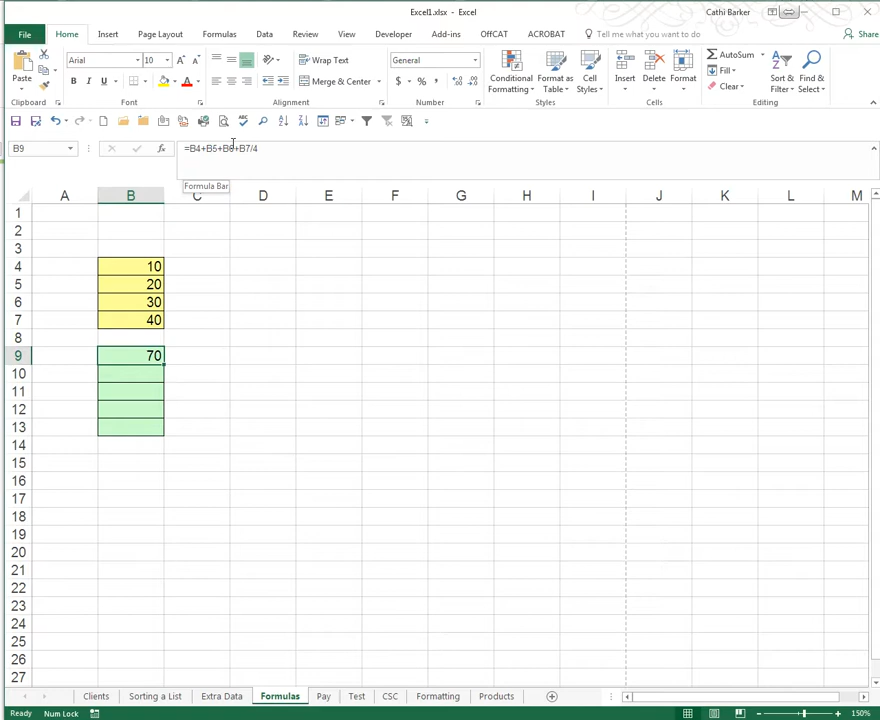 Excel1.xlsx - Excel
Cathi Barker
File Home Insert Page Layout Formulas Data Review View Developer Add-ins OffCAT ACROBAT Tell me what you want to do... Share
Arial 10 Wrap Text General AutoSum
Paste B I U Merge & Center $ % Conditional Formatting Format as Table Cell Styles Insert Delete Format Fill Clear Sort & Filter Find & Select
Clipboard Font Alignment Number Styles Cells Editing
B9 fx =B4+B5+B6+B7/4
Formula Bar
A B C D E F G H I J K L M
1
2
3
4 10
5 20
6 30
7 40
8
9 70
10
11
12
13
14
15
16
17
18
19
20
21
22
23
24
25
26
27
Clients Sorting a List Extra Data Formulas Pay Test CSC Formatting Products
Ready Num Lock 150%